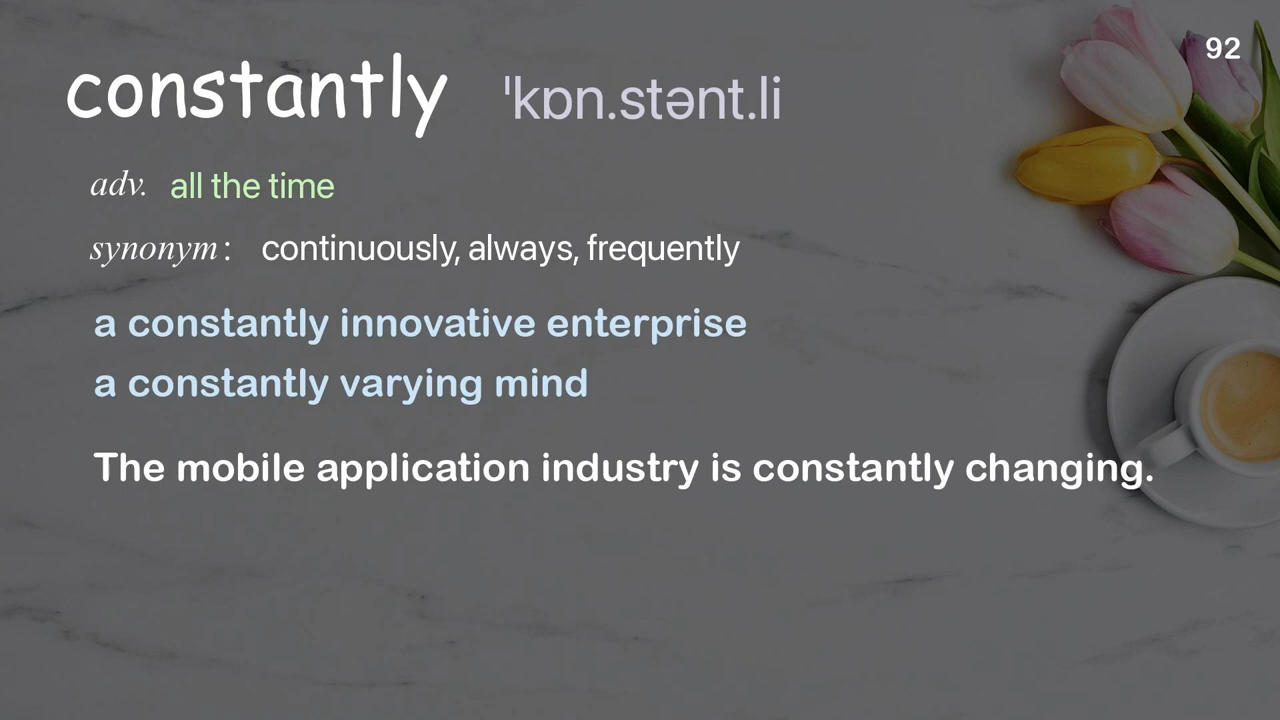 92
constantly ˈkɒn.stənt.li
adv. all the time
synonym: continuously, always, frequently
a constantly innovative enterprise
a constantly varying mind
The mobile application industry is constantly changing.